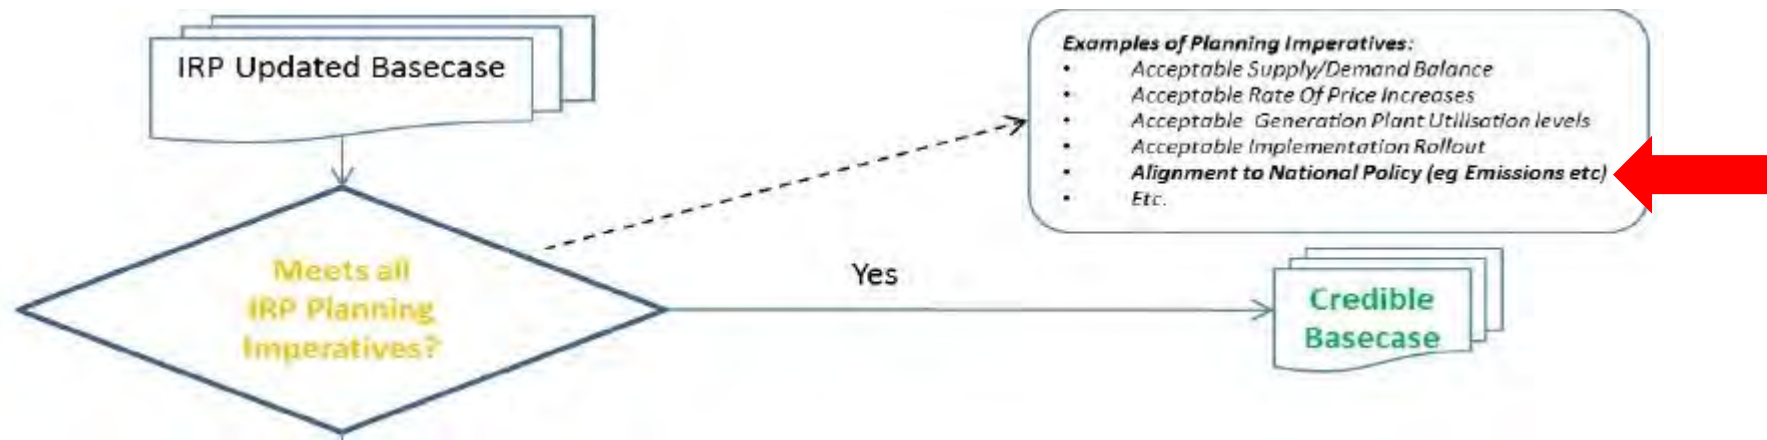 IRP Updated Basecase
Examples of Planning Imperatives:
• Acceptable Supply/Demand Balance
• Acceptable Rate Of Price Increases
• Acceptable Generation Plant Utilisation levels
• Acceptable Implementation Rollout
• Alignment to National Policy (eg Emissions etc)
• Etc.
Meets all
IRP Planning
Imperatives?
Yes
Credible
Basecase